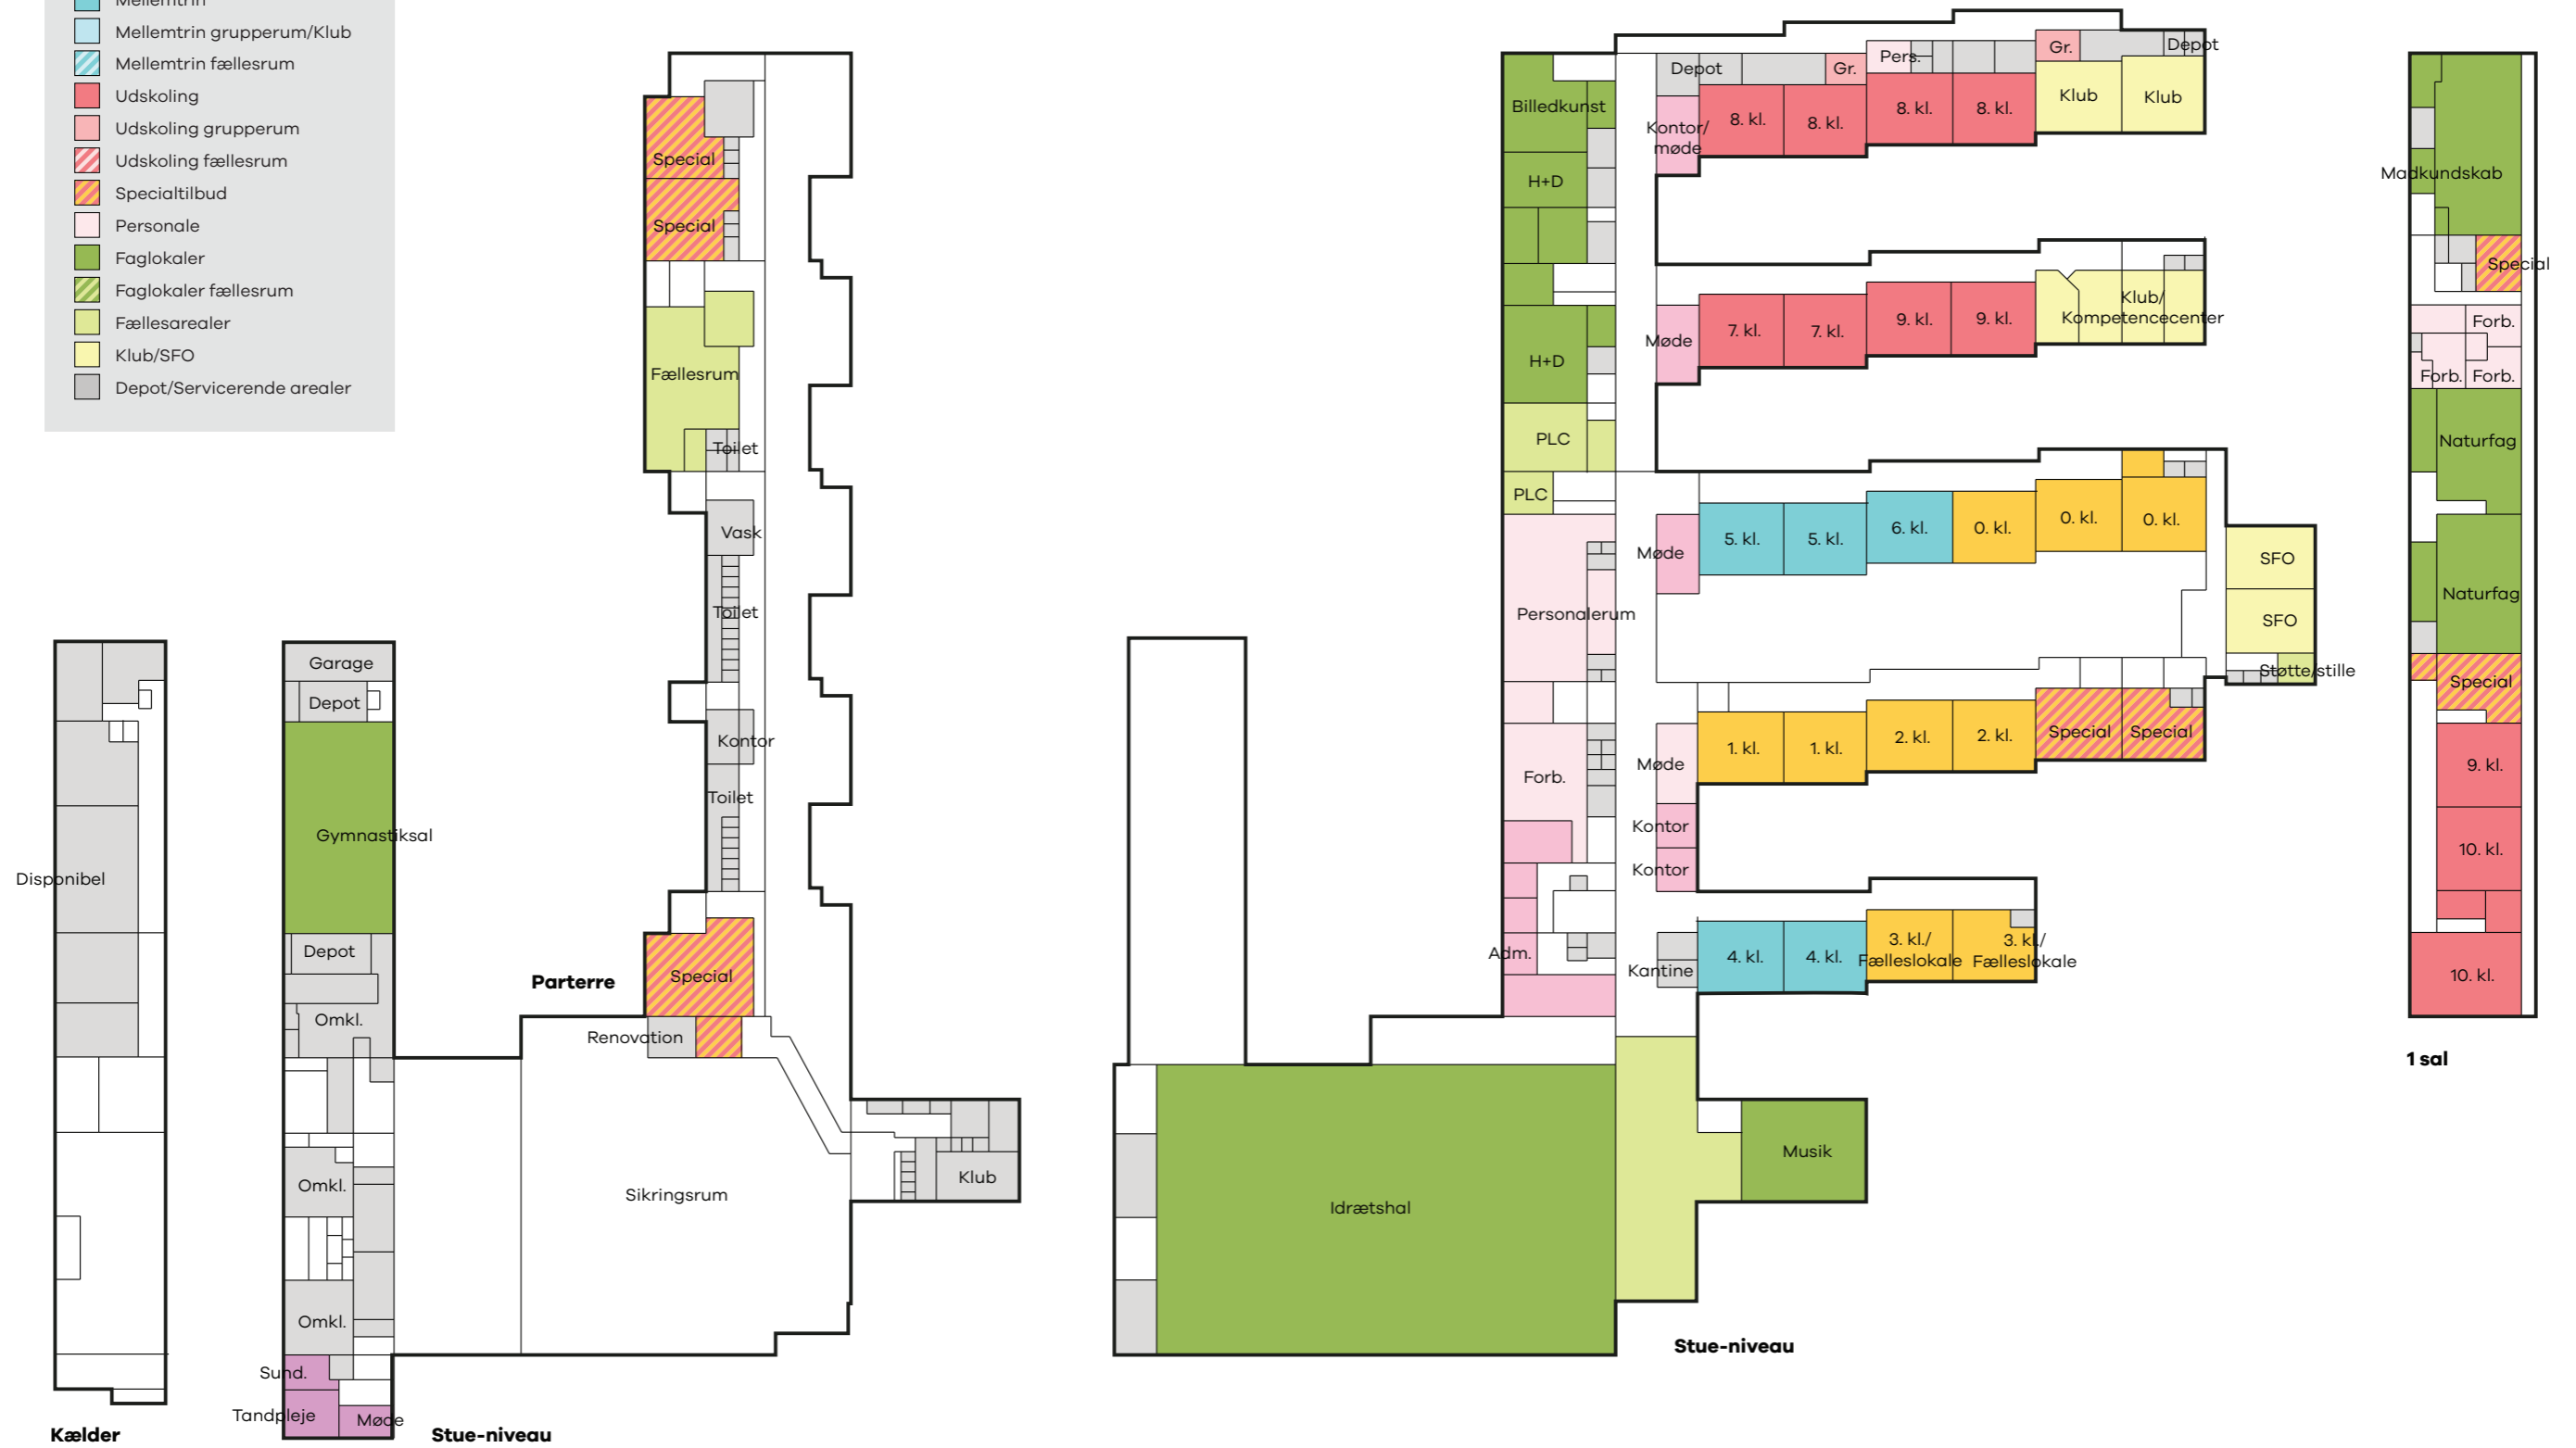 Mellemtrin
Mellemtrin grupperum/Klub
Mellemtrin fællesrum
Udskoling
Udskoling grupperum
Udskoling fællesrum
Specialtilbud
Personale
Faglokaler
Faglokaler fællesrum
Fællesarealer
Klub/SFO
Depot/Servicerende arealer
Disponibel
Kælder
Garage
Depot
Gymnastiksal
Depot
Omkl.
Omkl.
Omkl.
Sund.
Tandpleje
Møde
Stue-niveau
Special
Special
Fællesrum
Toilet
Vask
Toilet
Kontor
Toilet
Special
Parterre
Renovation
Sikringsrum
Klub
Billedkunst
H+D
H+D
PLC
PLC
Personalerum
Forb.
Adm.
Depot
Gr.
Pers.
Gr.
Depot
Kontor/
møde
8. kl.
8. kl.
8. kl.
8. kl.
Klub
Klub
Møde
7. kl.
7. kl.
9. kl.
9. kl.
Klub/
Kompetencecenter
Møde
5. kl.
5. kl.
6. kl.
0. kl.
0. kl.
0. kl.
SFO
SFO
Støtte/stille
Møde
1. kl.
1. kl.
2. kl.
2. kl.
Special
Special
Kontor
Kontor
Kantine
4. kl.
4. kl.
3. kl./
Fælleslokale
3. kl./
Fælleslokale
Musik
Idrætshal
Stue-niveau
Madkundskab
Special
Forb.
Forb.
Forb.
Naturfag
Naturfag
Special
9. kl.
10. kl.
10. kl.
1 sal